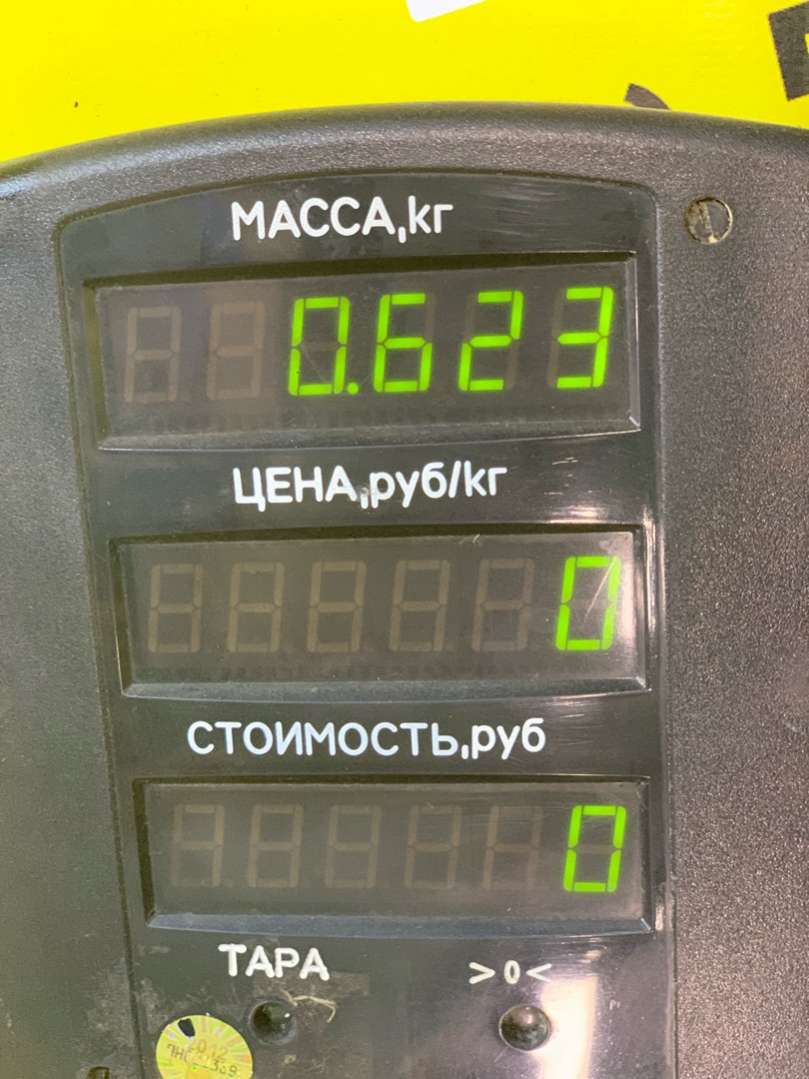 МАССА,кг
0.623
ЦЕНА,руб/кг
0
СТОИМОСТЬ,руб
0
ТАРА >0<